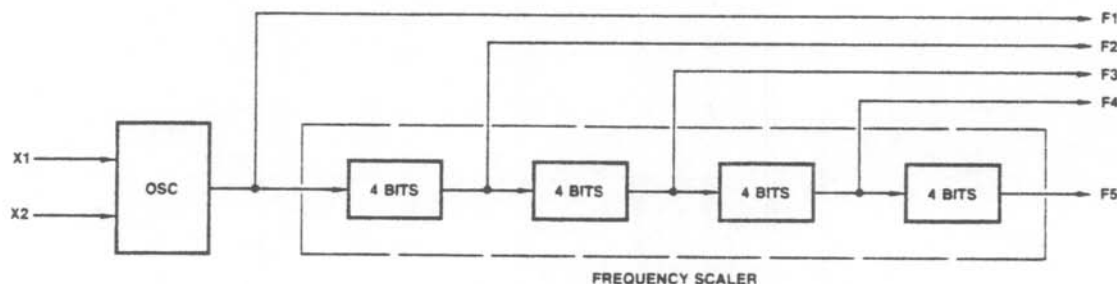 F1
F2
F3
F4
X1
OSC
4 BITS
4 BITS
4 BITS
4 BITS
F5
X2
FREQUENCY SCALER